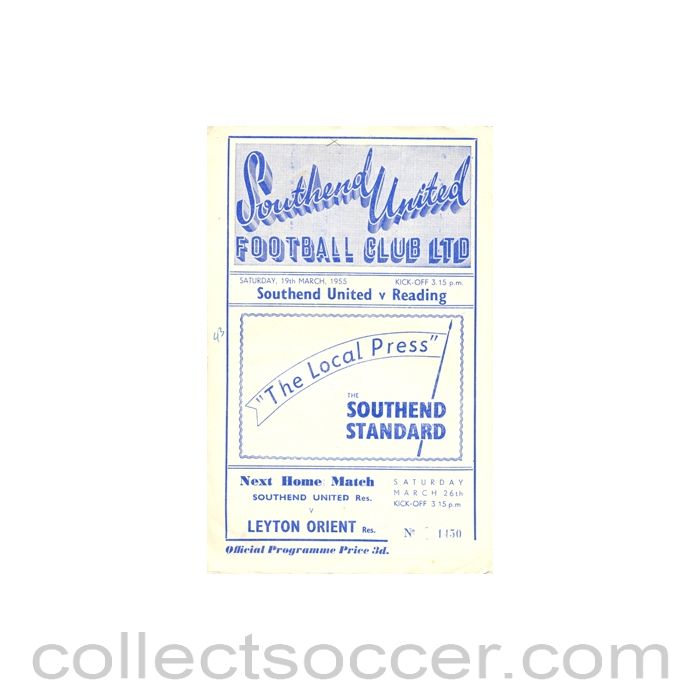 Southend United
FOOTBALL CLUB LTD
SATURDAY, 19th MARCH, 1955 KICK-OFF 3.15 p.m.
Southend United v Reading
43
"The Local Press"
THE
SOUTHEND
STANDARD
Next Home Match
SOUTHEND UNITED Res.
v
LEYTON ORIENT Res.
SATURDAY
MARCH 26th
KICK-OFF 3 15 p.m
Nº 1450
Official Programme Price 3d.
collectsoccer.com